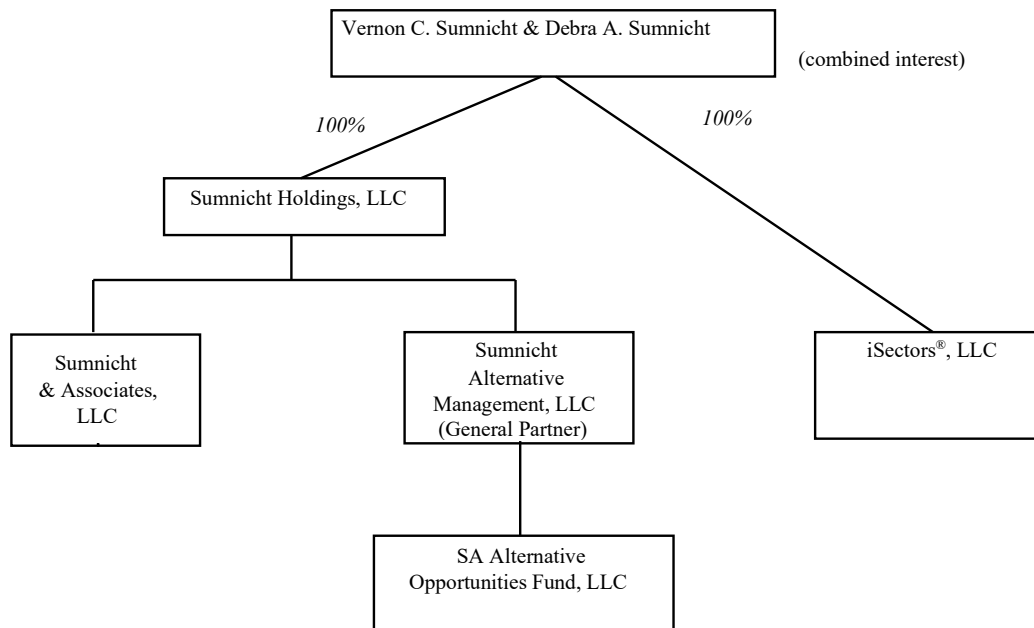 Vernon C. Sumnicht & Debra A. Sumnicht
(combined interest)
100%
100%
Sumnicht Holdings, LLC
Sumnicht
& Associates,
LLC
.
Sumnicht
Alternative
Management, LLC
(General Partner)
iSectors®, LLC
SA Alternative
Opportunities Fund, LLC